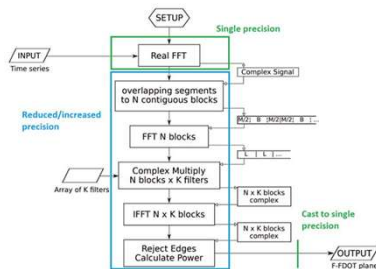 SETUP
Single precision
INPUT
Time series
Real FFT
Complex Signal
overlapping segments
to N contiguous blocks
Reduced/increased
precision
M/2| B |M/2|M/2| B | ...
FFT N blocks
L | L | ...
Complex Multiply
N blocks x K filters
Array of K filters
N x K blocks
complex
IFFT N x K blocks
Cast to single
precision
N x K blocks
complex
Reject Edges
Calculate Power
OUTPUT
F-FDOT plane